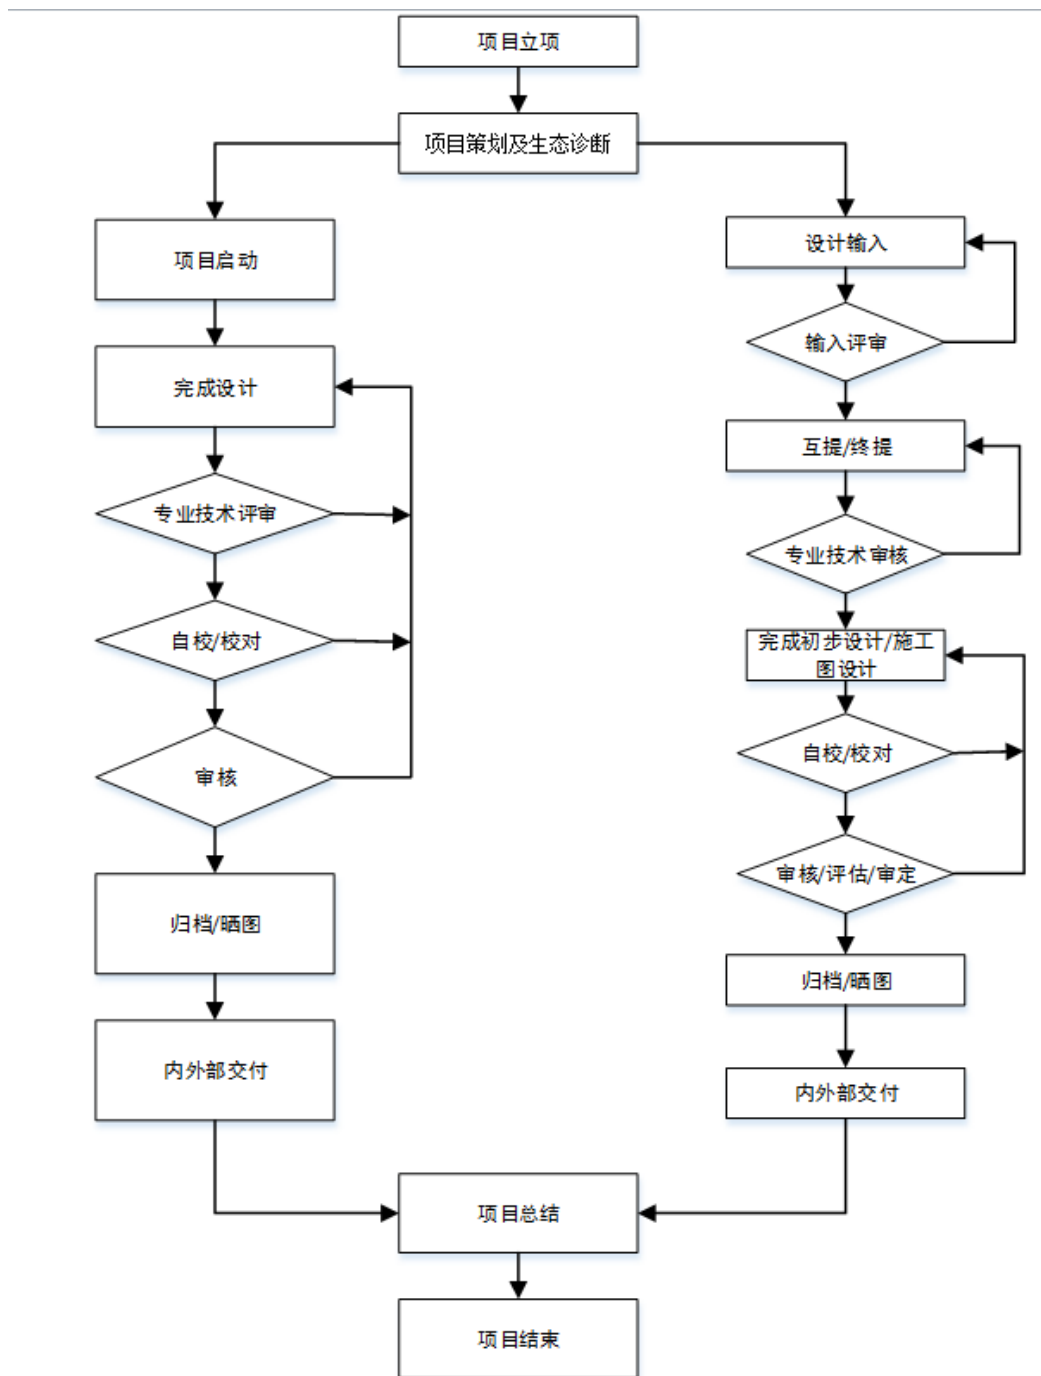 项目立项
项目策划及生态诊断
项目启动
完成设计
专业技术评审
自校/校对
审核
归档/晒图
内外部交付
设计输入
输入评审
互提/终提
专业技术审核
完成初步设计/施工
图设计
自校/校对
审核/评估/审定
归档/晒图
内外部交付
项目总结
项目结束